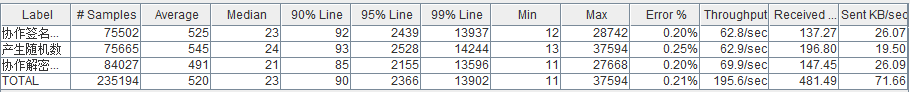 Label # Samples Average Median 90% Line 95% Line 99% Line Min Max Error % Throughput Received ... Sent KB/sec
协作签名... 75502 525 23 92 2439 13937 12 28742 0.20% 62.8/sec 137.27 26.07
产生随机数 75665 545 24 93 2528 14244 13 37594 0.25% 62.9/sec 196.80 19.50
协作解密... 84027 491 21 85 2155 13596 11 27668 0.20% 69.9/sec 147.45 26.09
TOTAL 235194 520 23 90 2366 13902 11 37594 0.21% 195.6/sec 481.49 71.66